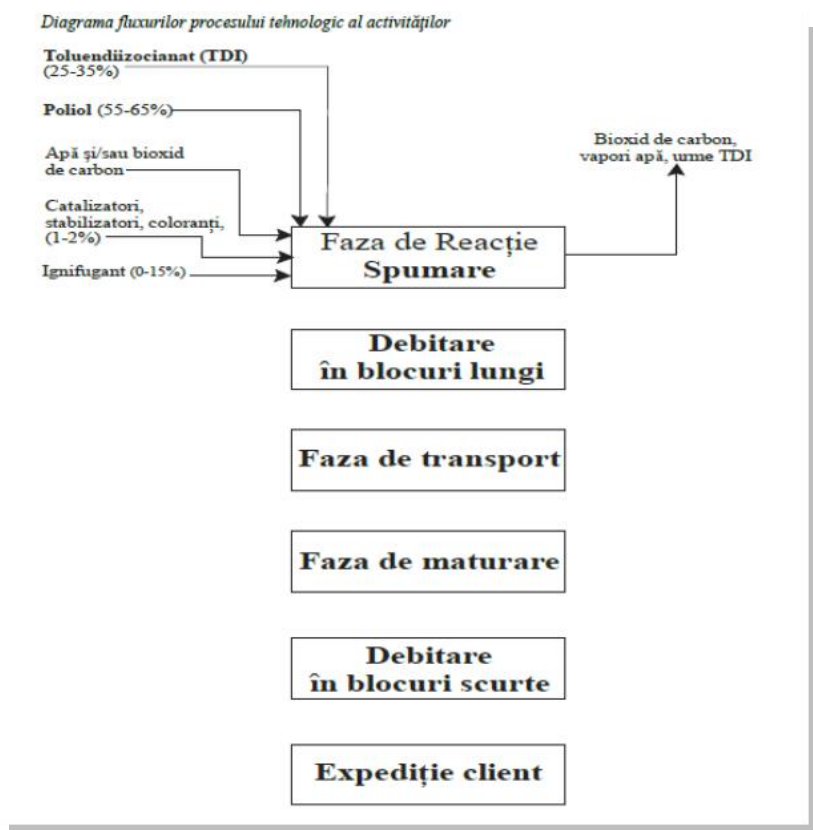 Diagrama fluxurilor procesului tehnologic al activităților
Toluendiizocianat (TDI)
(25-35%)
Poliol (55-65%)
Apă şi/sau bioxid
de carbon
Catalizatori,
stabilizatori, coloranți,
(1-2%)
Ignifugant (0-15%)
Bioxid de carbon,
vapori apă, urme TDI
Faza de Reacție
Spumare
Debitare
în blocuri lungi
Faza de transport
Faza de maturare
Debitare
în blocuri scurte
Expediție client